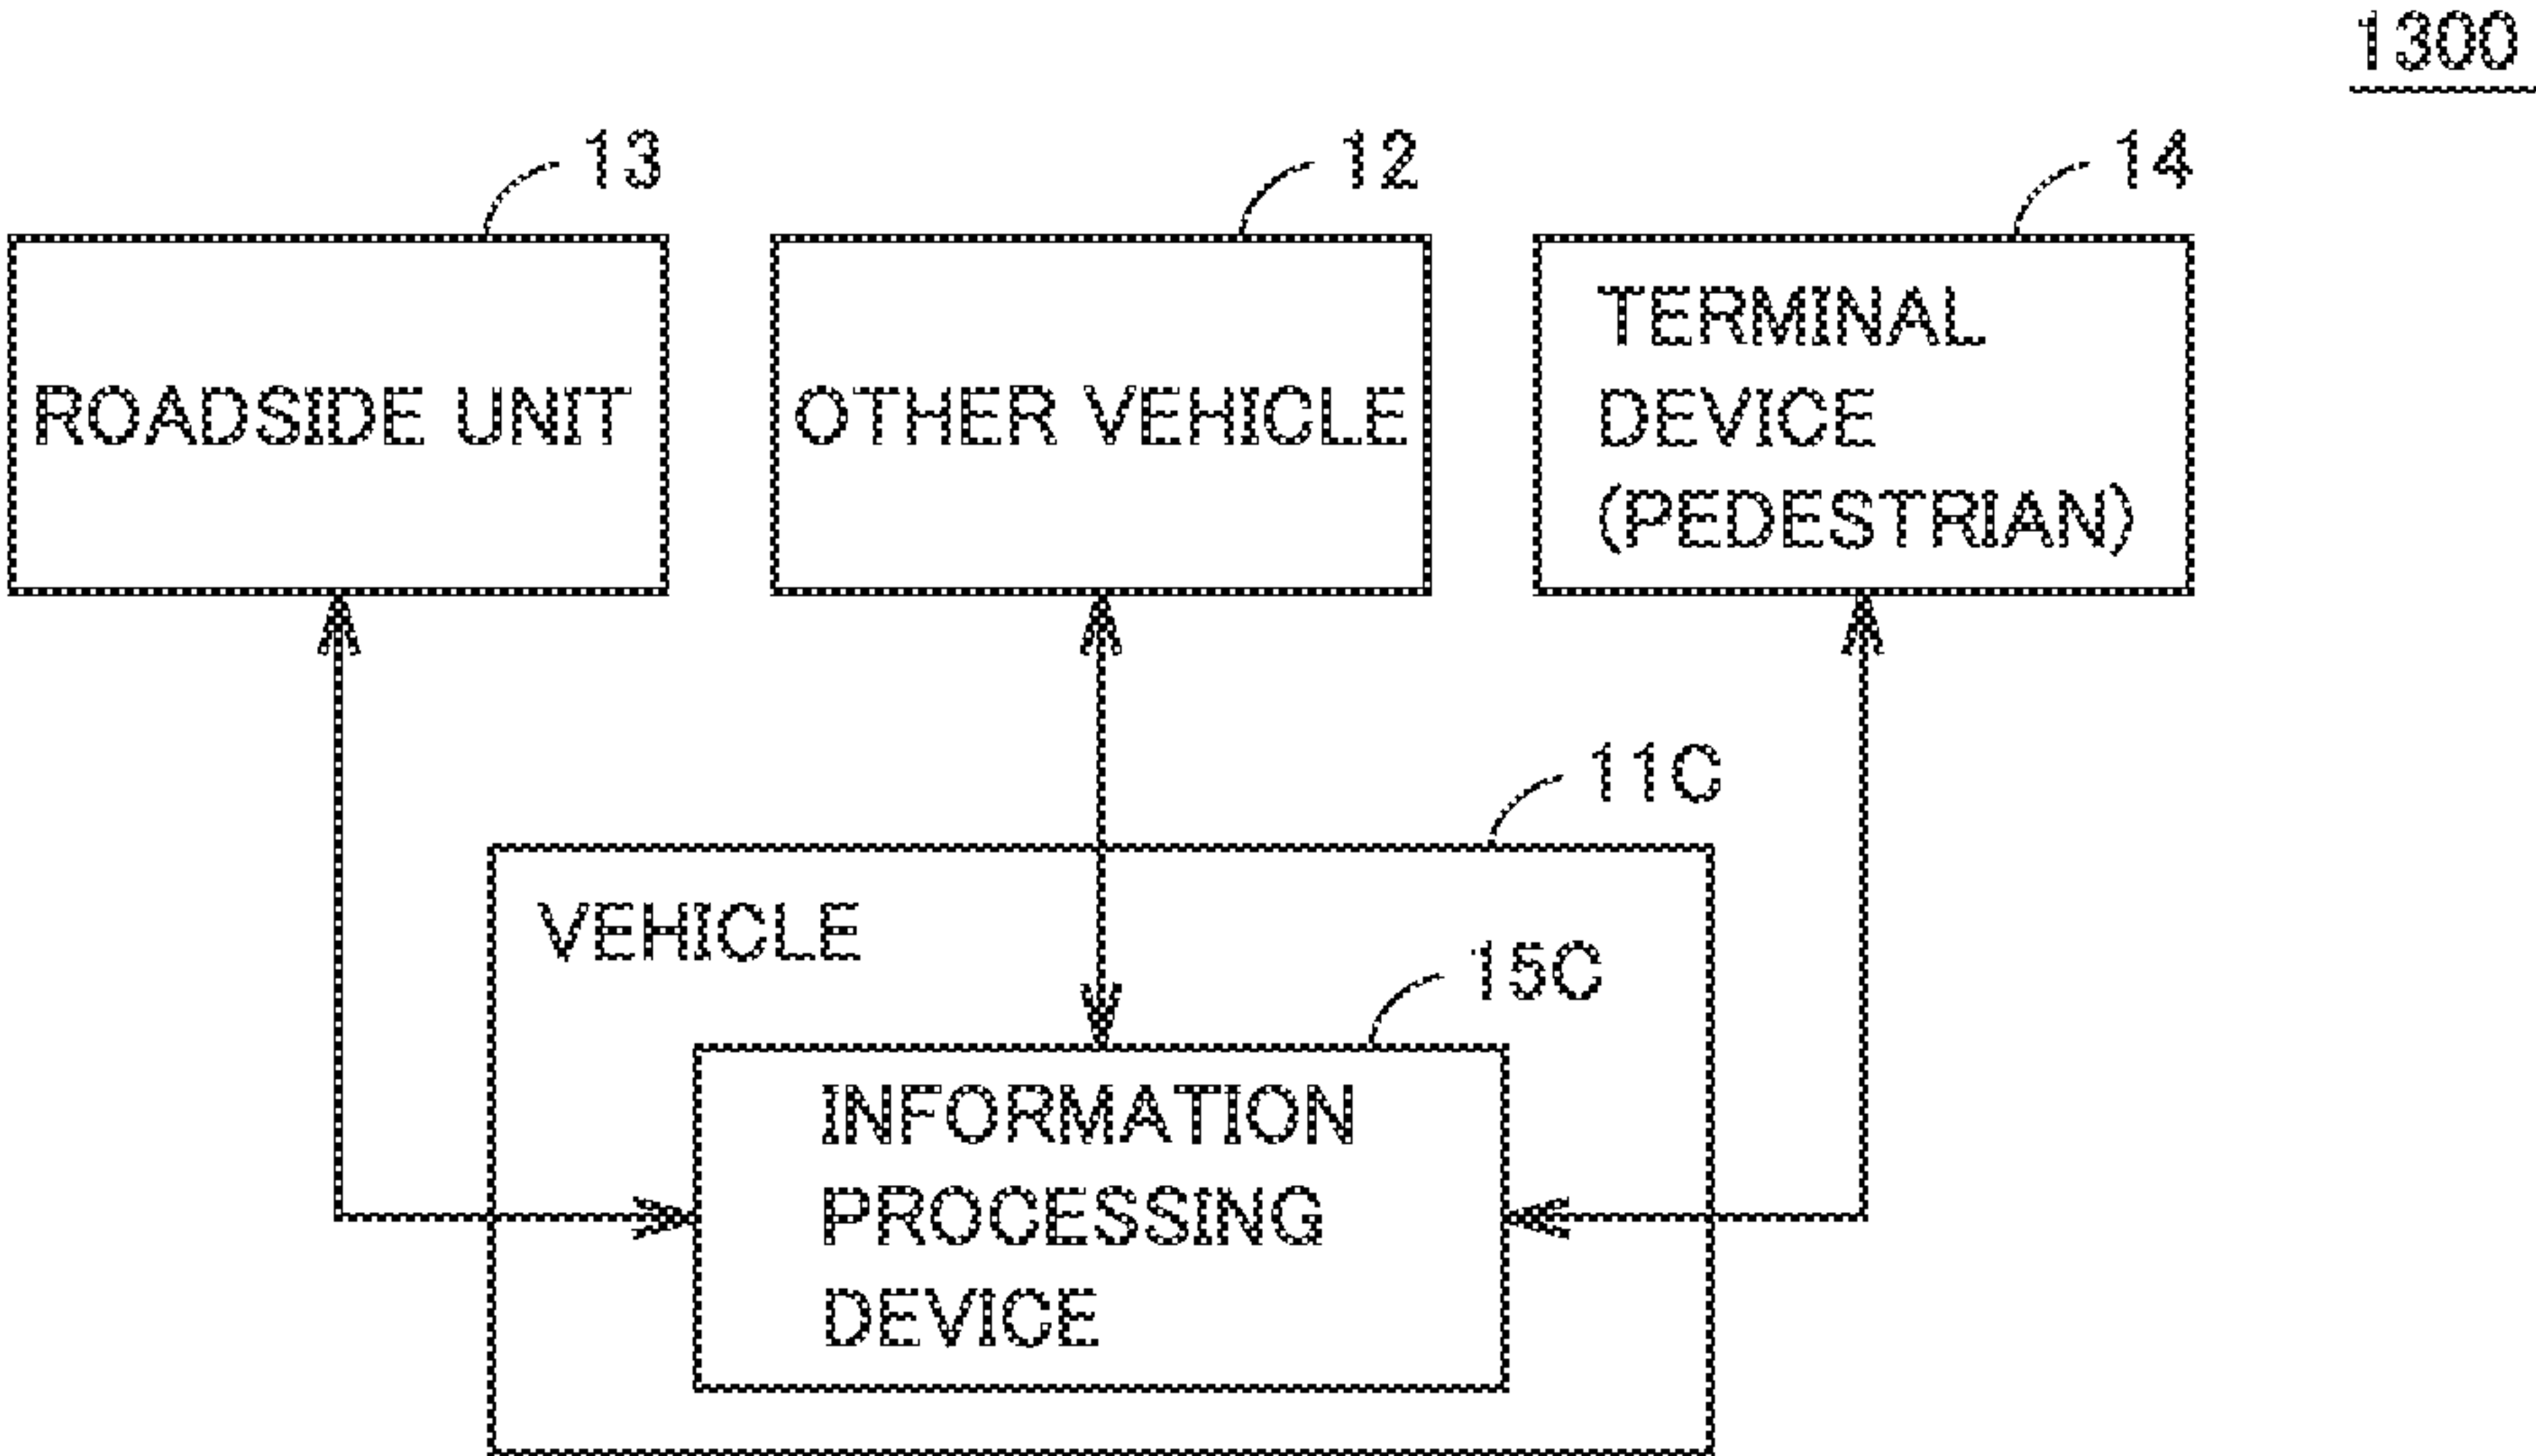 1300
13
12
14
ROADSIDE UNIT
OTHER VEHICLE
TERMINAL
DEVICE
(PEDESTRIAN)
11C
VEHICLE
15C
INFORMATION
PROCESSING
DEVICE